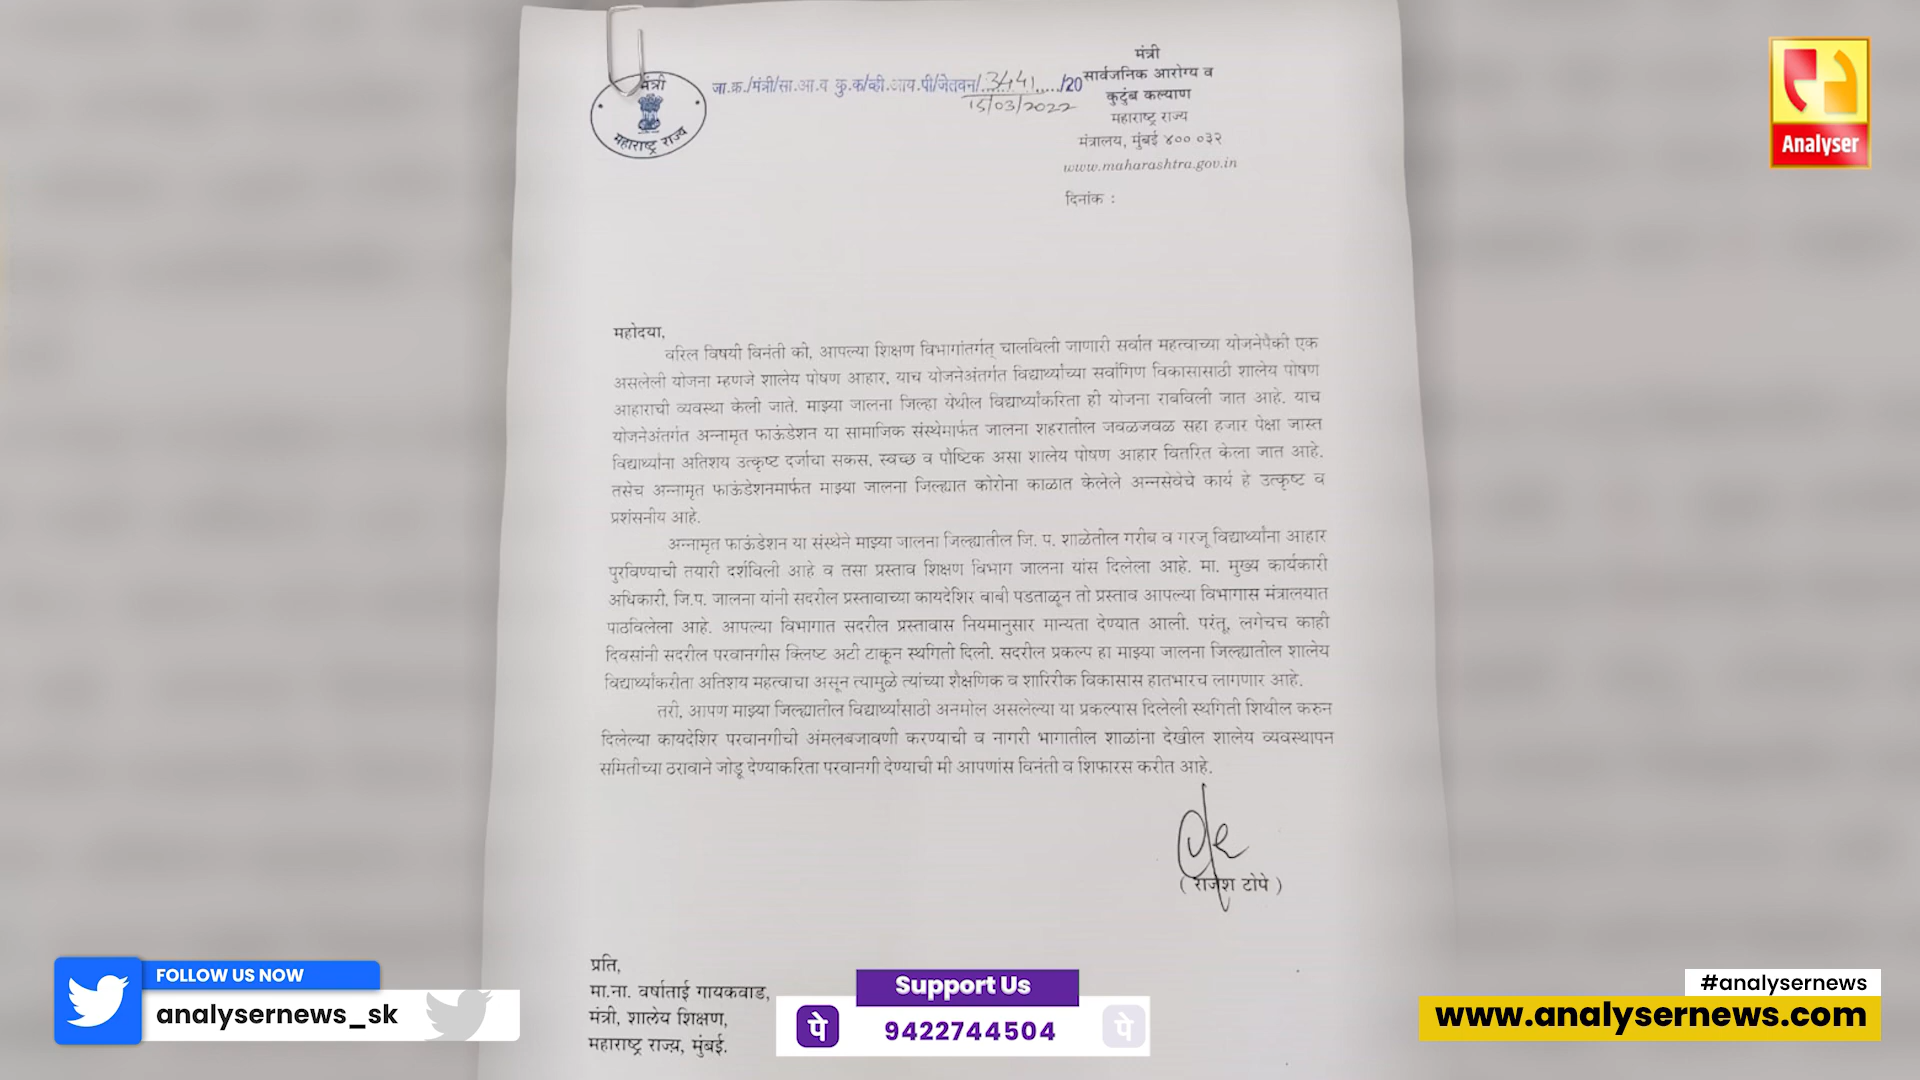 मंत्री
महाराष्ट्र राज्य
जा.क्र./मंत्री/सा.आ.व कु.क/व्ही.आय.पी/जेतवन/...3441...../20
15/03/2022
मंत्री
सार्वजनिक आरोग्य व
कुटुंब कल्याण
महाराष्ट्र राज्य
मंत्रालय, मुंबई ४०० ०३२
www.maharashtra.gov.in
दिनांक :
Analyser
महोदया,
वरिल विषयी विनंती की, आपल्या शिक्षण विभागांतर्गत् चालविली जाणारी सर्वात महत्वाच्या योजनेपैकी एक
असलेली योजना म्हणजे शालेय पोषण आहार, याच योजनेअंतर्गत विद्यार्थ्यांच्या सर्वांगिण विकासासाठी शालेय पोषण
आहाराची व्यवस्था केली जाते. माझ्या जालना जिल्हा येथील विद्यार्थ्यांकरिता ही योजना राबविली जात आहे. याच
योजनेअंतर्गत अन्नामृत फाऊंडेशन या सामाजिक संस्थेमार्फत जालना शहरातील जवळजवळ सहा हजार पेक्षा जास्त
विद्यार्थ्यांना अतिशय उत्कृष्ट दर्जाचा सकस, स्वच्छ व पौष्टिक असा शालेय पोषण आहार वितरित केला जात आहे.
तसेच अन्नामृत फाऊंडेशनमार्फत माझ्या जालना जिल्ह्यात कोरोना काळात केलेले अन्नसेवेचे कार्य हे उत्कृष्ट व
प्रशंसनीय आहे.
अन्नामृत फाऊंडेशन या संस्थेने माझ्या जालना जिल्ह्यातील जि. प. शाळेतील गरीब व गरजू विद्यार्थ्यांना आहार
पुरविण्याची तयारी दर्शविली आहे व तसा प्रस्ताव शिक्षण विभाग जालना यांस दिलेला आहे. मा. मुख्य कार्यकारी
अधिकारी, जि.प. जालना यांनी सदरील प्रस्तावाच्या कायदेशिर बाबी पडताळून तो प्रस्ताव आपल्या विभागास मंत्रालयात
पाठविलेला आहे. आपल्या विभागात सदरील प्रस्तावास नियमानुसार मान्यता देण्यात आली. परंतू, लगेचच काही
दिवसांनी सदरील परवानगीस क्लिष्ट अटी टाकून स्थगिती दिली. सदरील प्रकल्प हा माझ्या जालना जिल्ह्यातील शालेय
विद्यार्थ्यांकरीता अतिशय महत्वाचा असून त्यामुळे त्यांच्या शैक्षणिक व शारिरीक विकासास हातभारच लागणार आहे.
तरी, आपण माझ्या जिल्ह्यातील विद्यार्थ्यांसाठी अनमोल असलेल्या या प्रकल्पास दिलेली स्थगिती शिथील करुन
दिलेल्या कायदेशिर परवानगीची अंमलबजावणी करण्याची व नागरी भागातील शाळांना देखील शालेय व्यवस्थापन
समितीच्या ठरावाने जोडू देण्याकरिता परवानगी देण्याची मी आपणांस विनंती व शिफारस करीत आहे.
( राजेश टोपे )
प्रति,
मा.ना. वर्षाताई गायकवाड,
मंत्री, शालेय शिक्षण,
महाराष्ट्र राज्य, मुंबई.
FOLLOW US NOW
analysernews_sk
Support Us
पे 9422744504 पे
#analysernews
www.analysernews.com